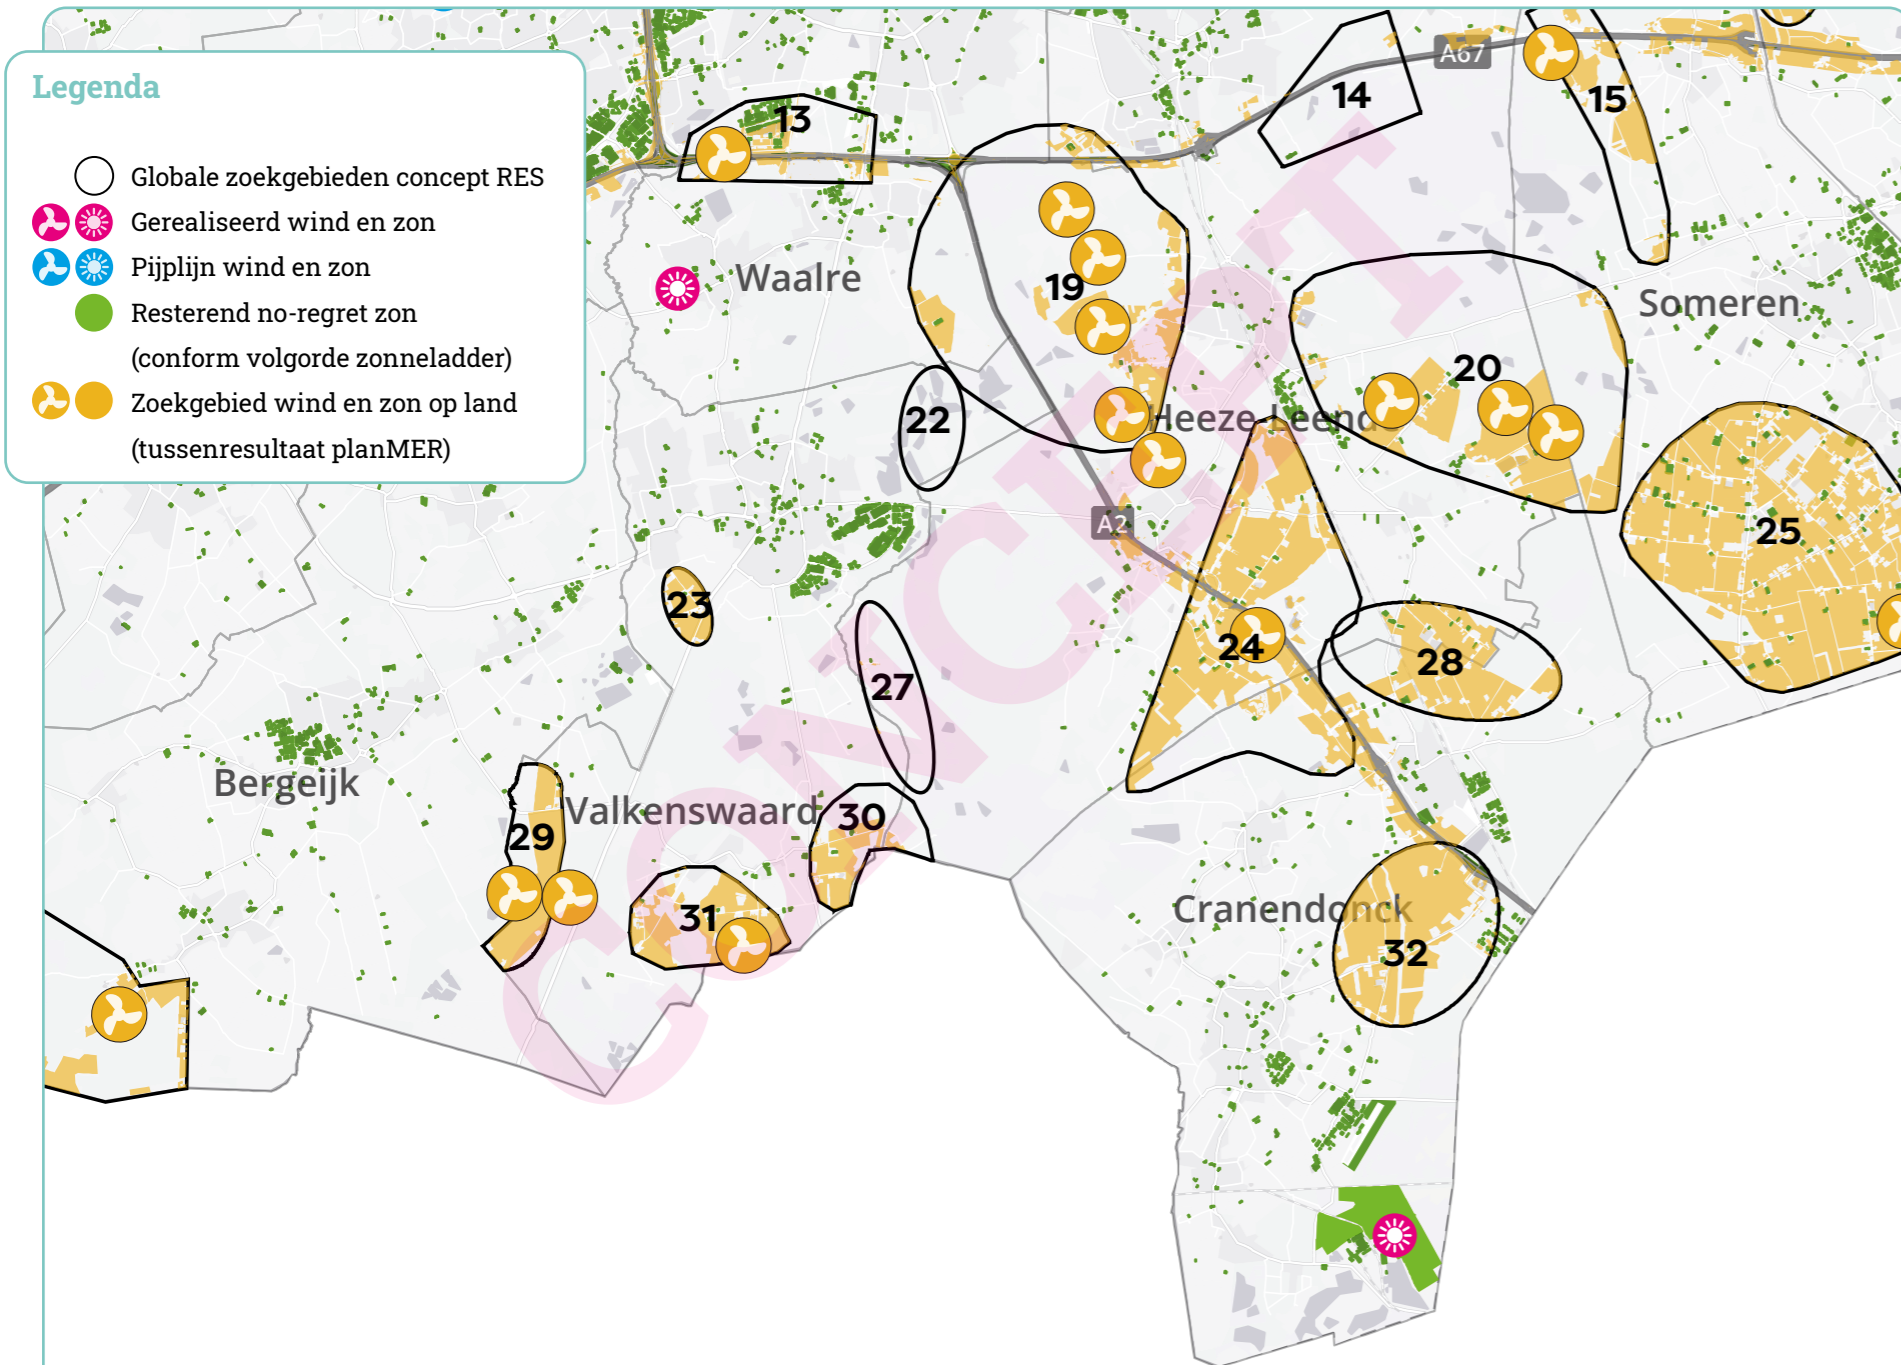 Legenda
Globale zoekgebieden concept RES
Gerealiseerd wind en zon
Pijplijn wind en zon
Resterend no-regret zon
(conform volgorde zonneladder)
Zoekgebied wind en zon op land
(tussenresultaat planMER)
A67
13
14
15
Waalre
19
Someren
20
22
Heeze-Leend
A2
25
23
24
28
27
Bergeijk
Valkenswaard
29
30
31
Cranendonck
32
CONCEPT